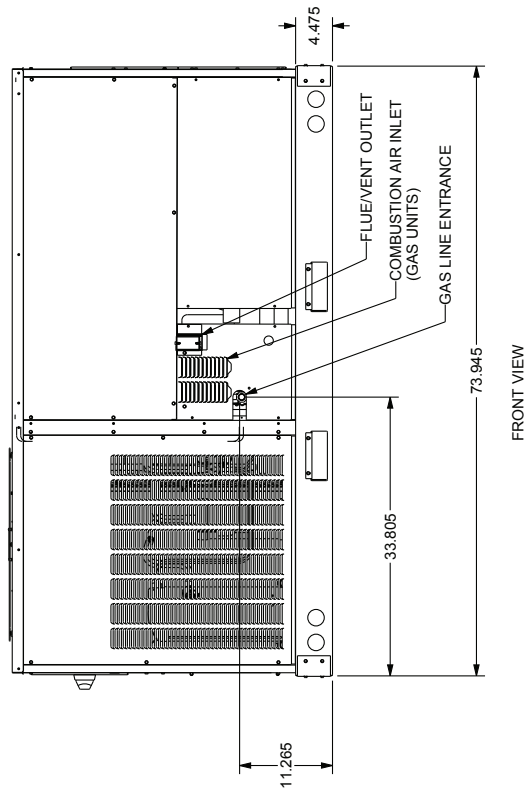 4.475
FLUE/VENT OUTLET
COMBUSTION AIR INLET
(GAS UNITS)
GAS LINE ENTRANCE
33.805
73.945
11.265
FRONT VIEW